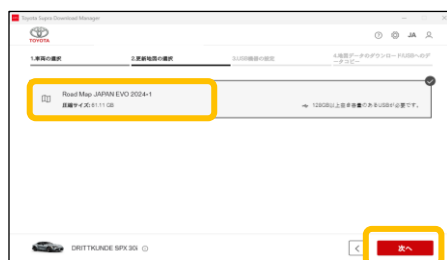 Toyota Supra Download Manager
JA
TOYOTA
1.車両の選択
2.更新地図の選択
3.USB機器の設定
4.地図データのダウンロード/USBへのデ
ータコピー
Road Map JAPAN EVO 2024-1
圧縮サイズ: 61.11 GB
128GB以上空き容量のあるUSBが必要です。
DRITTKUNDE SPX 30i
次へ